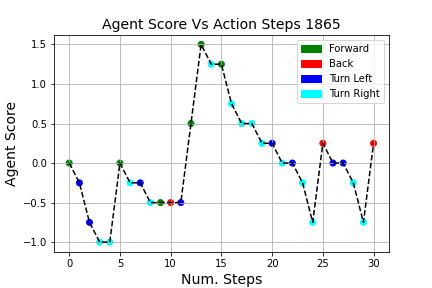 Agent Score Vs Action Steps 1865
1.5
1.0
0.5
0.0
−0.5
−1.0
Agent Score
Forward
Back
Turn Left
Turn Right
0 5 10 15 20 25 30
Num. Steps